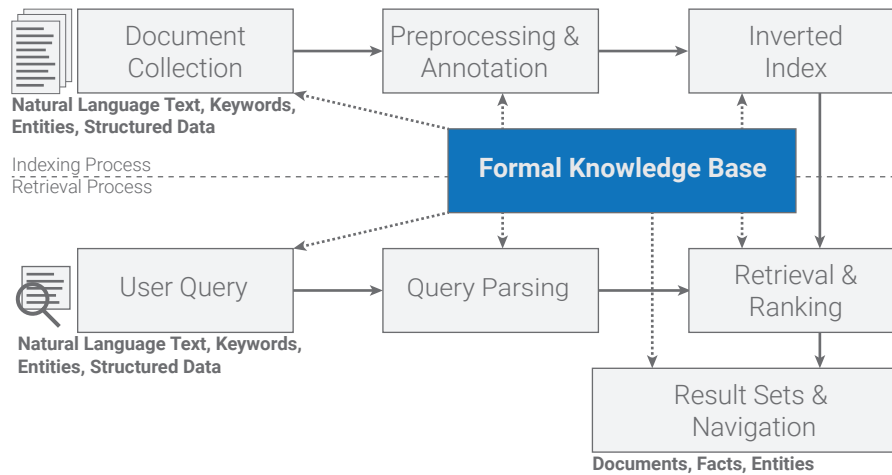 Document
Collection
Preprocessing &
Annotation
Inverted
Index
Natural Language Text, Keywords,
Entities, Structured Data
Formal Knowledge Base
Indexing Process
Retrieval Process
User Query
Query Parsing
Retrieval &
Ranking
Natural Language Text, Keywords,
Entities, Structured Data
Result Sets &
Navigation
Documents, Facts, Entities